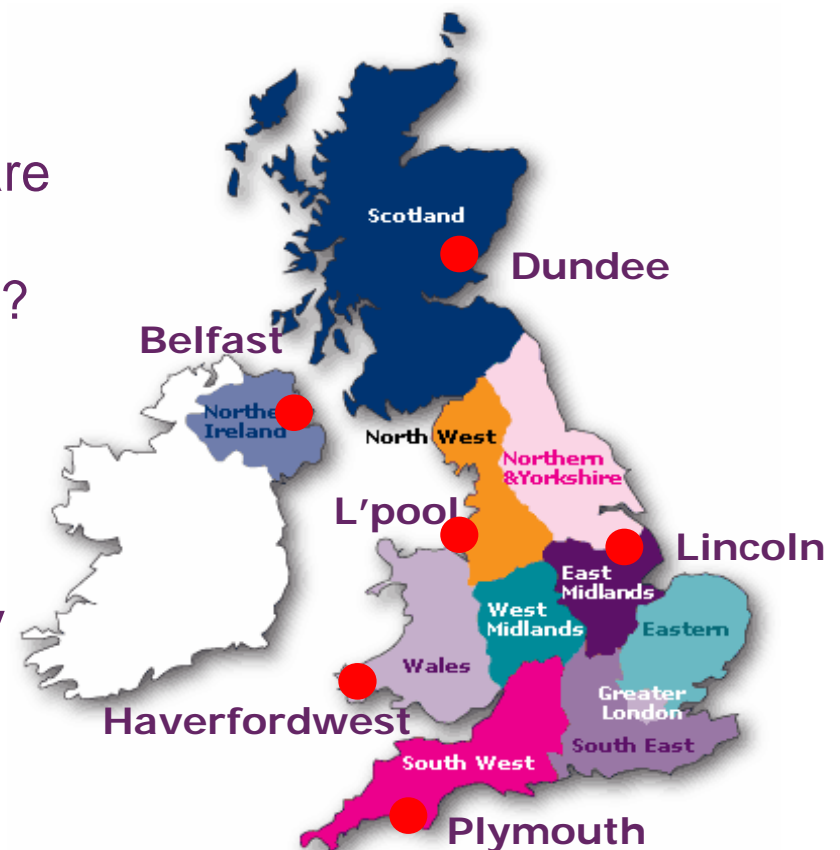 re
?
Scotland
Dundee
Belfast
Northe
Ireland
North West
Northern
&Yorkshire
L'pool
Lincoln
East
Midlands
West
Midlands
Eastern
Wales
Haverfordwest
Greater
London
South East
South West
Plymouth